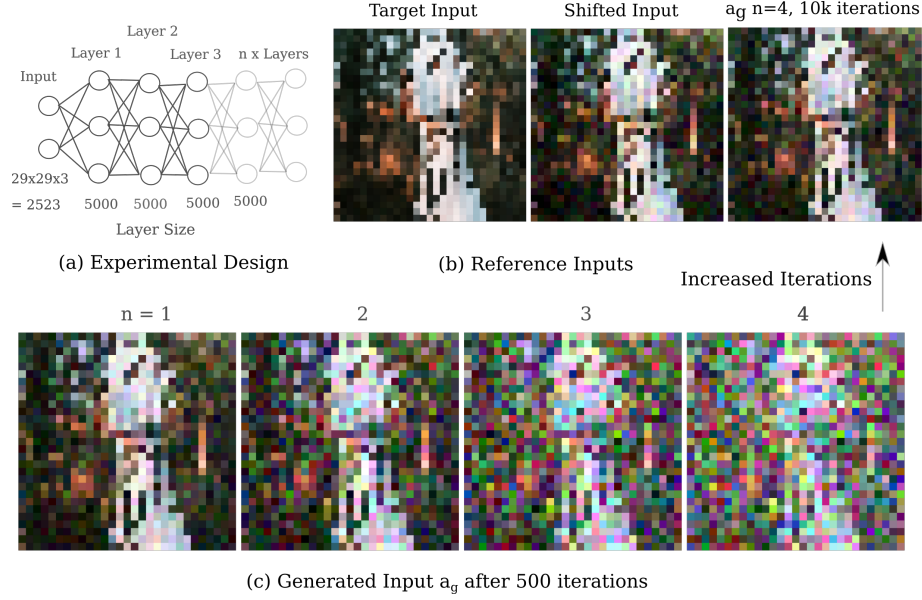 Layer 2
Layer 1
Layer 3
n x Layers
Input
29x29x3
= 2523
5000
5000
5000
5000
Layer Size
(a) Experimental Design
Target Input
Shifted Input
a_g n=4, 10k iterations
(b) Reference Inputs
Increased Iterations
n = 1
2
3
4
(c) Generated Input a_g after 500 iterations